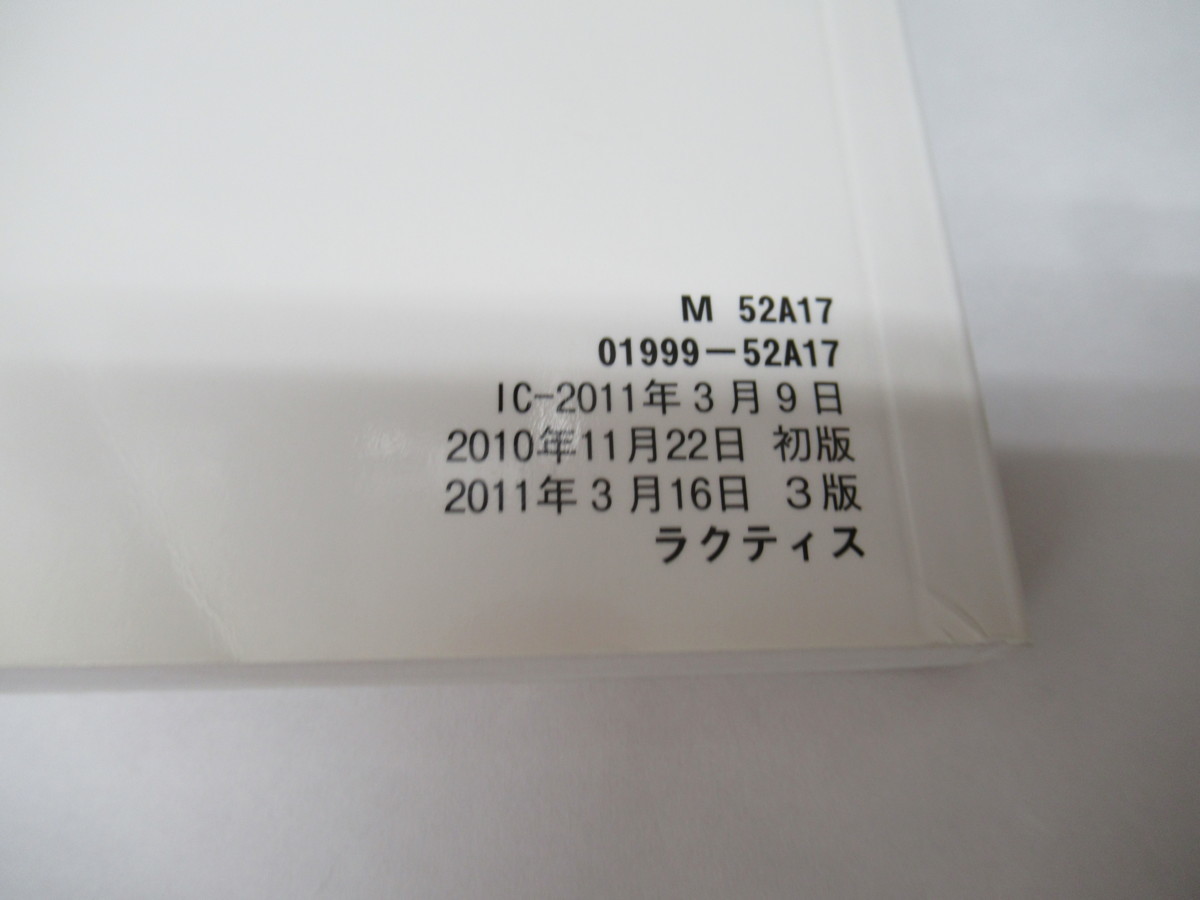 M 52A17
01999-52A17
IC-2011年3月9日
2010年11月22日 初版
2011年3月16日 3版
ラクティス